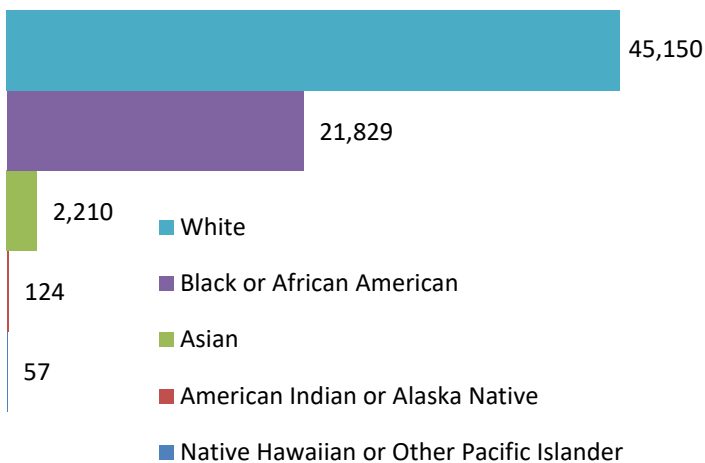 45,150
21,829
2,210
White
Black or African American
124
Asian
57
American Indian or Alaska Native
Native Hawaiian or Other Pacific Islander